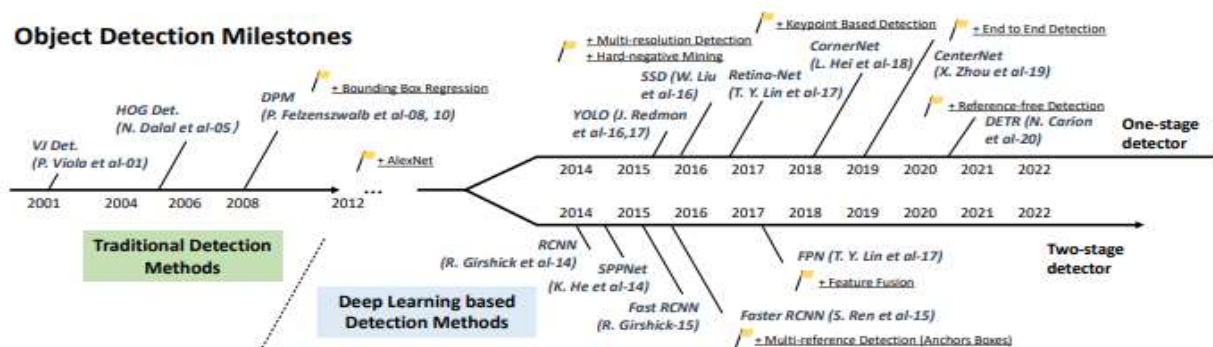 Object Detection Milestones
+ Multi-resolution Detection
+ Hard-negative Mining
+ Keypoint Based Detection
+ End to End Detection
+ Bounding Box Regression
+ Reference-free Detection
+ AlexNet
VJ Det.
(P. Viola et al-01)
HOG Det.
(N. Dalal et al-05)
DPM
(P. Felzenszwalb et al-08, 10)
YOLO (J. Redmon
et al-16,17)
SSD (W. Liu
et al-16)
Retina-Net
(T. Y. Lin et al-17)
CornerNet
(L. Hei et al-18)
CenterNet
(X. Zhou et al-19)
DETR (N. Carion
et al-20)
One-stage
detector
2014 2015 2016 2017 2018 2019 2020 2021 2022
2001 2004 2006 2008 2012 ...
2014 2015 2016 2017 2018 2019 2020 2021 2022
Two-stage
detector
Traditional Detection
Methods
Deep Learning based
Detection Methods
RCNN
(R. Girshick et al-14)
SPPNet
(K. He et al-14)
Fast RCNN
(R. Girshick-15)
Faster RCNN (S. Ren et al-15)
+ Multi-reference Detection (Anchors Boxes)
FPN (T. Y. Lin et al-17)
+ Feature Fusion